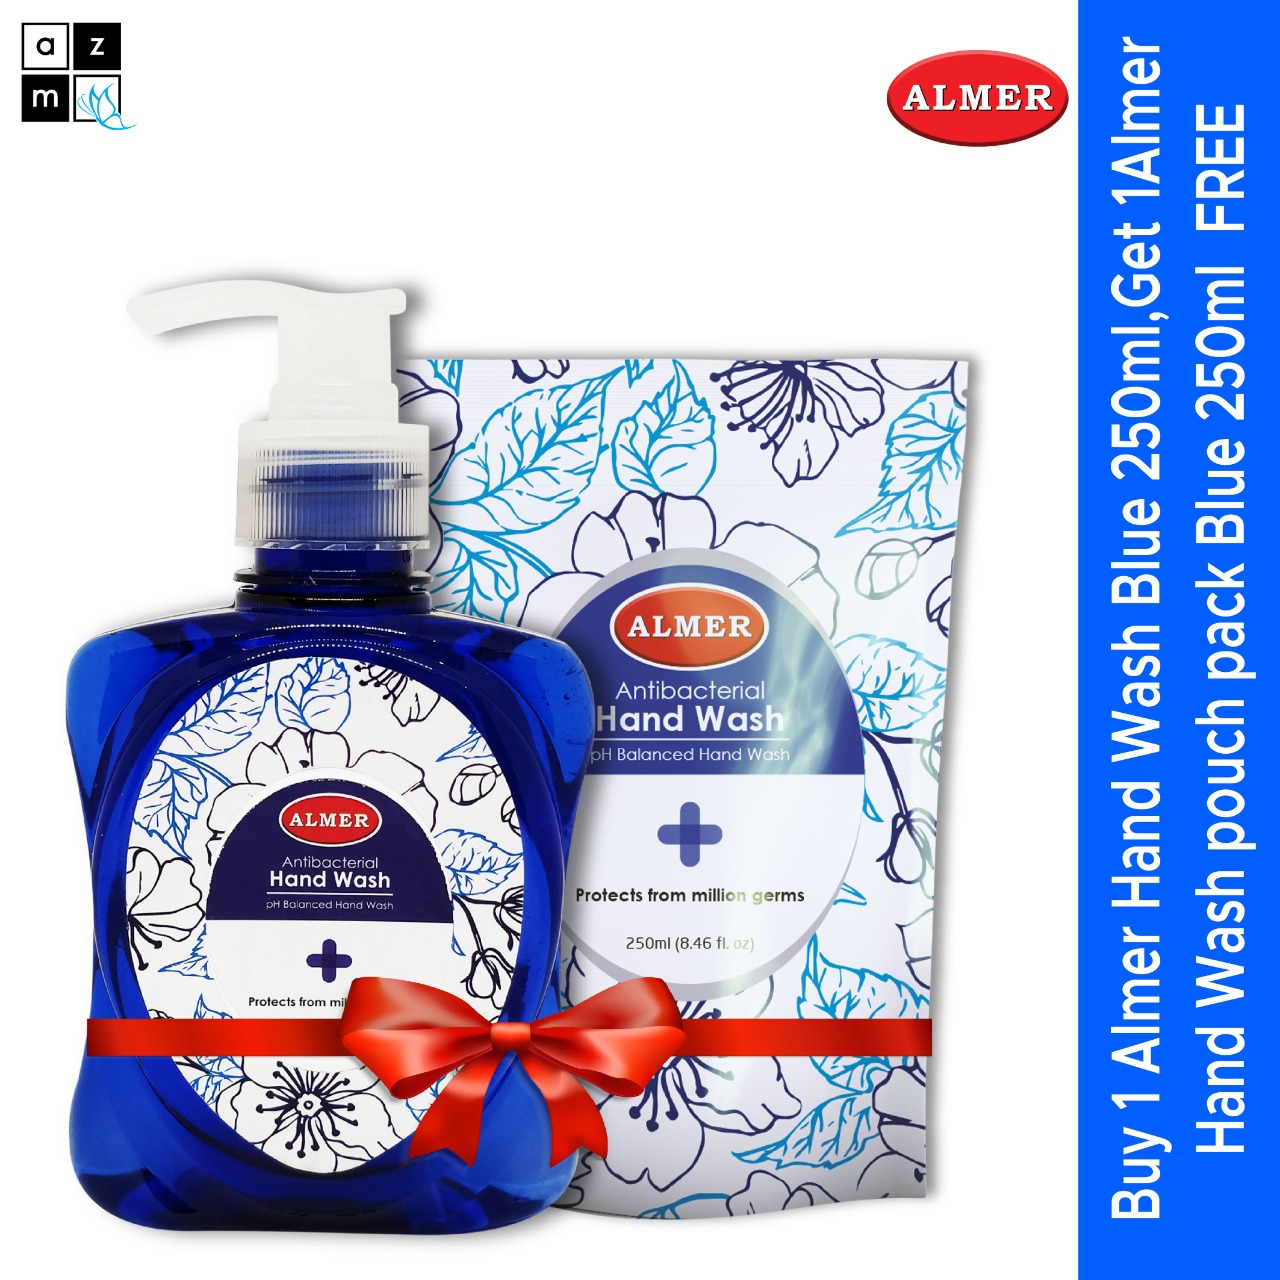 a z
m
ALMER
Buy 1 Almer Hand Wash Blue 250ml,Get 1Almer
Hand Wash pouch pack Blue 250ml FREE
ALMER
Antibacterial
Hand Wash
pH Balanced Hand Wash
Protects from million germs
250ml (8.46 fl. oz)
ALMER
Antibacterial
Hand Wash
pH Balanced Hand Wash
Protects from mil